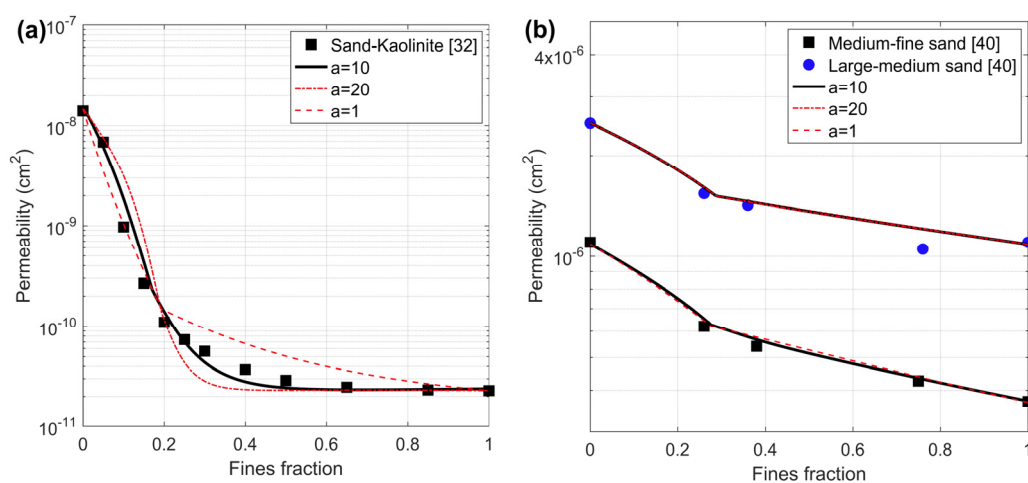 (a)
10^-7
10^-8
10^-9
10^-10
10^-11
Permeability (cm^2)
0 0.2 0.4 0.6 0.8 1
Fines fraction
Sand-Kaolinite [32]
a=10
a=20
a=1
(b)
4x10^-6
10^-6
Permeability (cm^2)
0 0.2 0.4 0.6 0.8 1
Fines fraction
Medium-fine sand [40]
Large-medium sand [40]
a=10
a=20
a=1